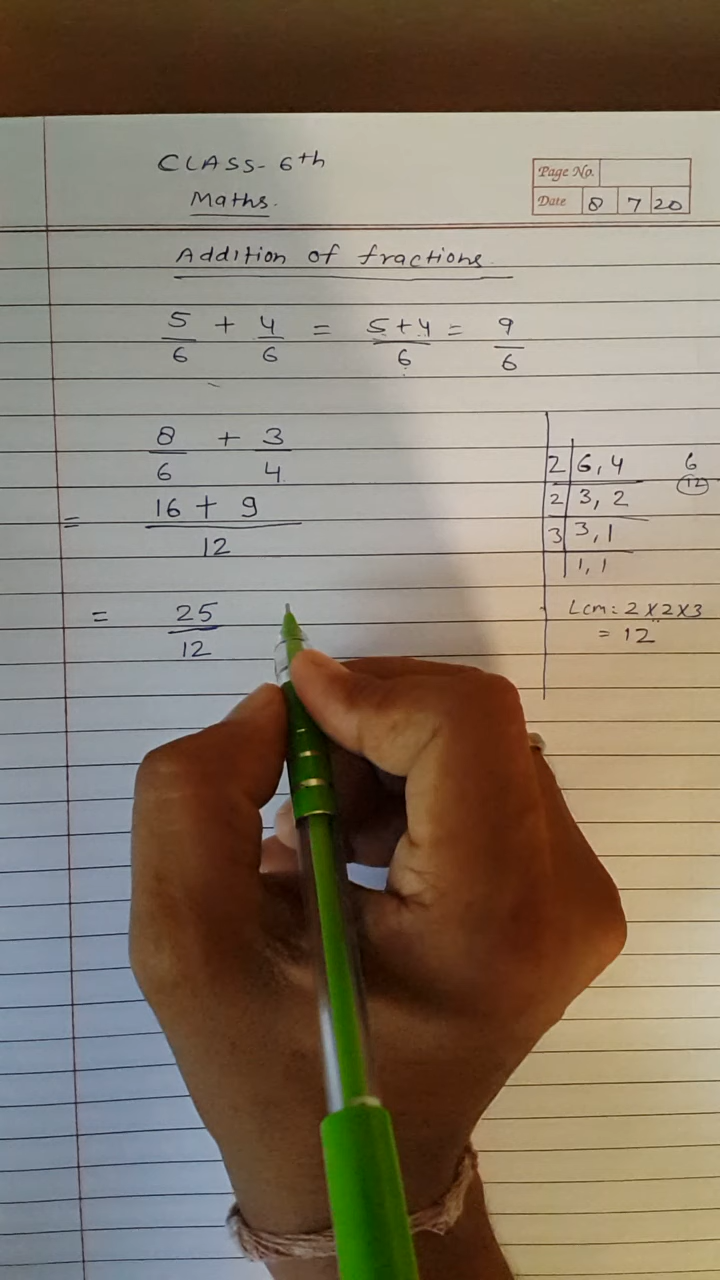 CLASS- 6th
Maths.
Page No.
Date 8 7 20
Addition of fractions.
5/6 + 4/6 = 5+4/6 = 9/6
8/6 + 3/4
= 16 + 9/12
= 25/12
2 | 6, 4
2 | 3, 2
3 | 3, 1
1, 1
6
12
Lcm: 2 X 2 X 3
= 12